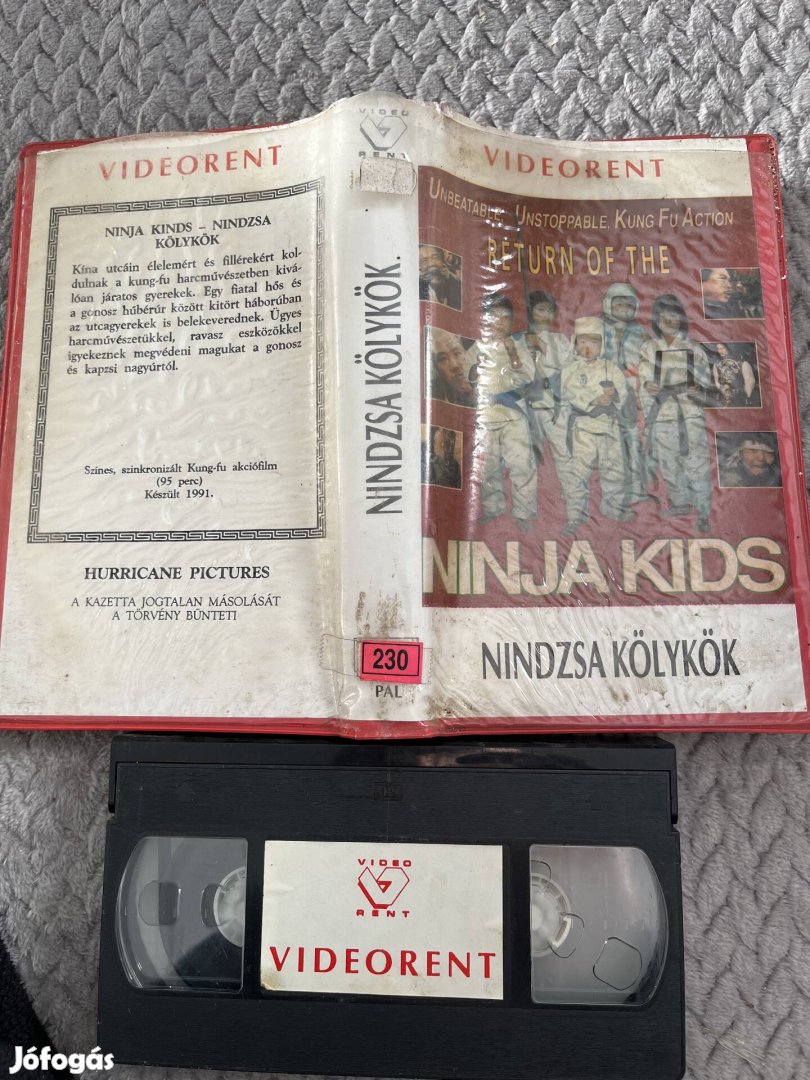 VIDEORENT
NINJA KINDS – NINDZSA
KÖLYKÖK
Kína utcáin élelemért és fillérekért kol-
dulnak a kung-fu harcművészetben kivá-
lóan járatos gyerekek. Egy fiatal hős és
a gonosz hűbérúr között kitört háborúban
az utcagyerekek is belekeverednek. Ügyes
harcművészetükkel, ravasz eszközökkel
igyekeznek megvédeni magukat a gonosz
és kapzsi nagyúrtól.
Színes, szinkronizált Kung-fu akciófilm
(95 perc)
Készült 1991.
HURRICANE PICTURES
A KAZETTA JOGTALAN MÁSOLÁSÁT
A TÖRVÉNY BÜNTETI
VIDEO
RENT
NINDZSA KÖLYKÖK.
230
PAL
VIDEORENT
UNBEATABLE, UNSTOPPABLE, KUNG FU ACTION
RETURN OF THE
NINJA KIDS
NINDZSA KÖLYKÖK
VIDEO
RENT
VIDEORENT
Jófogás